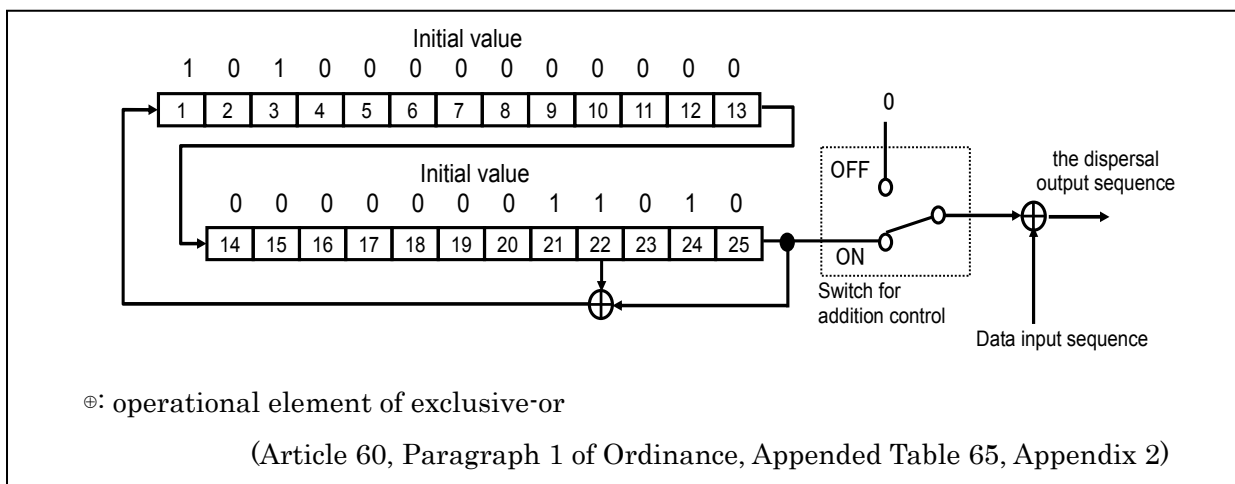 Initial value
1 0 1 0 0 0 0 0 0 0 0 0 0
1 2 3 4 5 6 7 8 9 10 11 12 13
0
OFF
the dispersal
output sequence
Initial value
0 0 0 0 0 0 0 1 1 0 1 0
14 15 16 17 18 19 20 21 22 23 24 25
ON
Switch for
addition control
Data input sequence
⊕: operational element of exclusive-or
(Article 60, Paragraph 1 of Ordinance, Appended Table 65, Appendix 2)